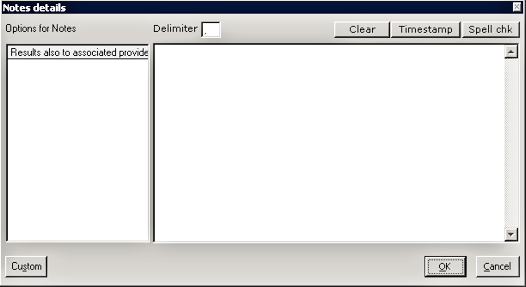 Notes details
Options for Notes
Delimiter ,
Clear
Timestamp
Spell chk
Results also to associated provide
Custom
OK
Cancel